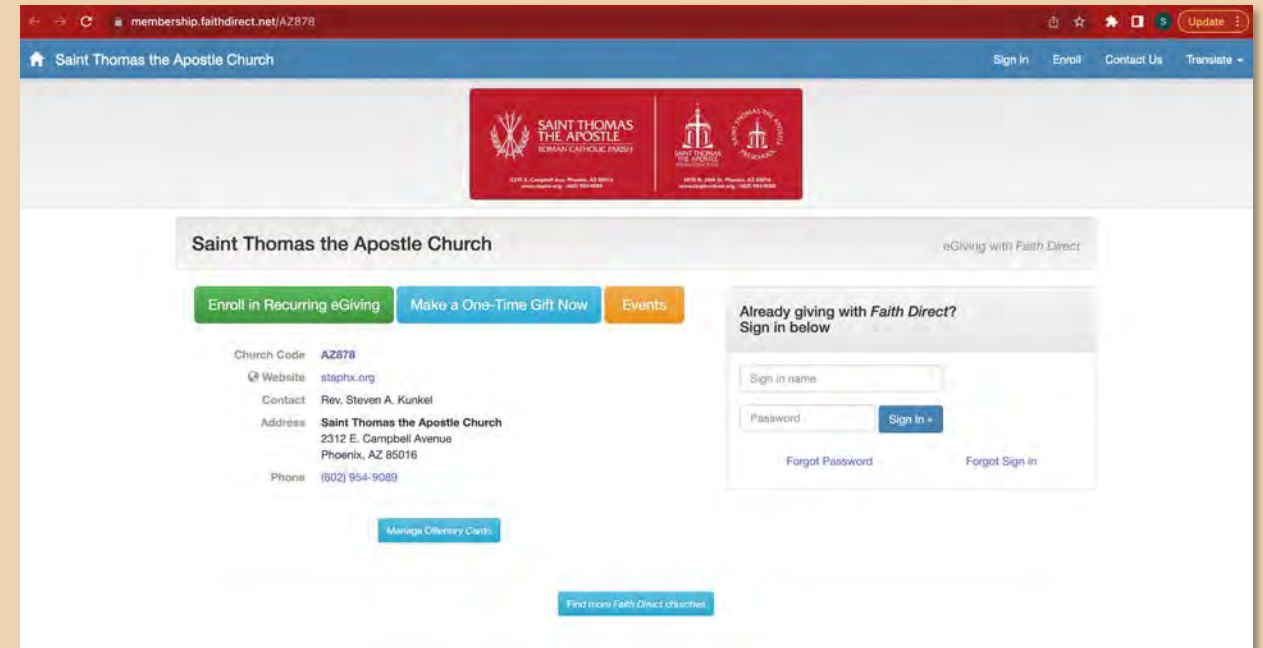 membership.faithdirect.net/AZ878
S
Update
Saint Thomas the Apostle Church
Sign In
Enroll
Contact Us
Translate
SAINT THOMAS
THE APOSTLE
ROMAN CATHOLIC PARISH
SAINT THOMAS
THE APOSTLE
Saint Thomas the Apostle Church
eGiving with Faith Direct
Enroll in Recurring eGiving
Make a One-Time Gift Now
Events
Already giving with Faith Direct?
Sign in below
Church Code AZ878
Website staphx.org
Contact Rev. Steven A. Kunkel
Address Saint Thomas the Apostle Church
2312 E. Campbell Avenue
Phoenix, AZ 85016
Phone (602) 954-9089
Sign in name
Password
Sign In »
Forgot Password
Forgot Sign in
Manage Offertory Cards
Find more Faith Direct churches